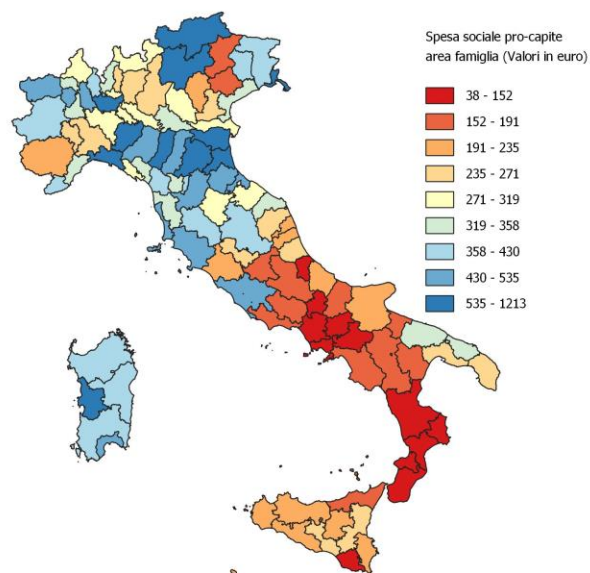 Spesa sociale pro-capite
area famiglia (Valori in euro)
38 - 152
152 - 191
191 - 235
235 - 271
271 - 319
319 - 358
358 - 430
430 - 535
535 - 1213